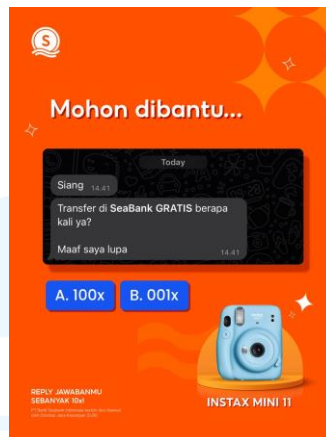 S
Mohon dibantu...
Today
Siang 14.41
Transfer di SeaBank GRATIS berapa
kali ya?
Maaf saya lupa 14.41
A. 100x
B. 001x
REPLY JAWABANMU
SEBANYAK 10x!
INSTAX MINI 11